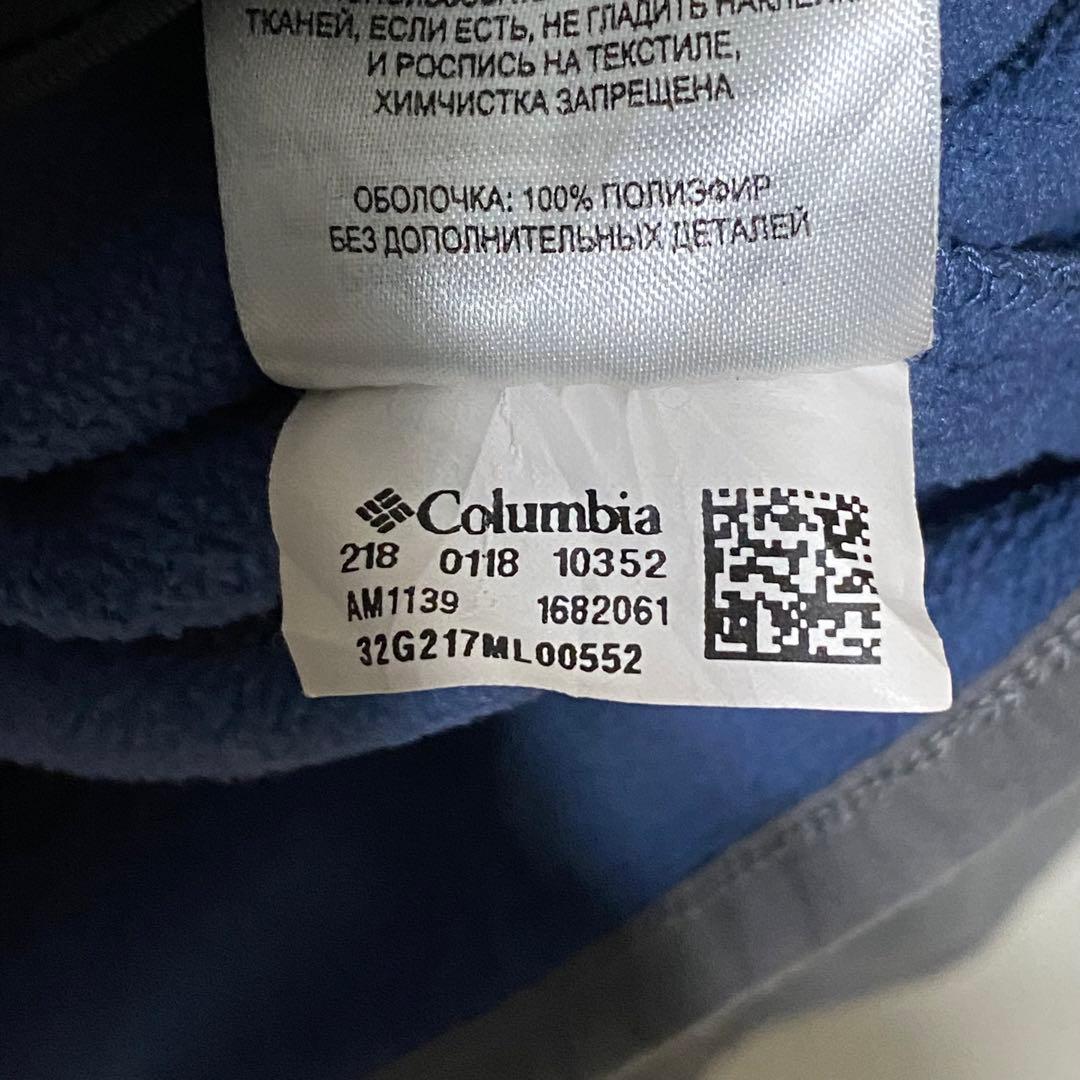 ТКАНЕЙ, ЕСЛИ ЕСТЬ, НЕ ГЛАДИТЬ НАКЛЕЙКИ
И РОСПИСЬ НА ТЕКСТИЛЕ,
ХИМЧИСТКА ЗАПРЕЩЕНА
ОБОЛОЧКА: 100% ПОЛИЭФИР
БЕЗ ДОПОЛНИТЕЛЬНЫХ ДЕТАЛЕЙ
Columbia
218 0118 10352
AM1139 1682061
32G217ML00552